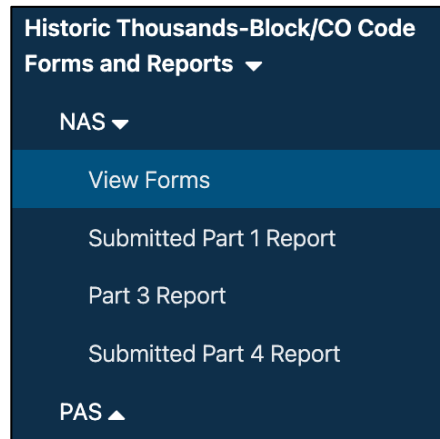 Historic Thousands-Block/CO Code
Forms and Reports
NAS
View Forms
Submitted Part 1 Report
Part 3 Report
Submitted Part 4 Report
PAS